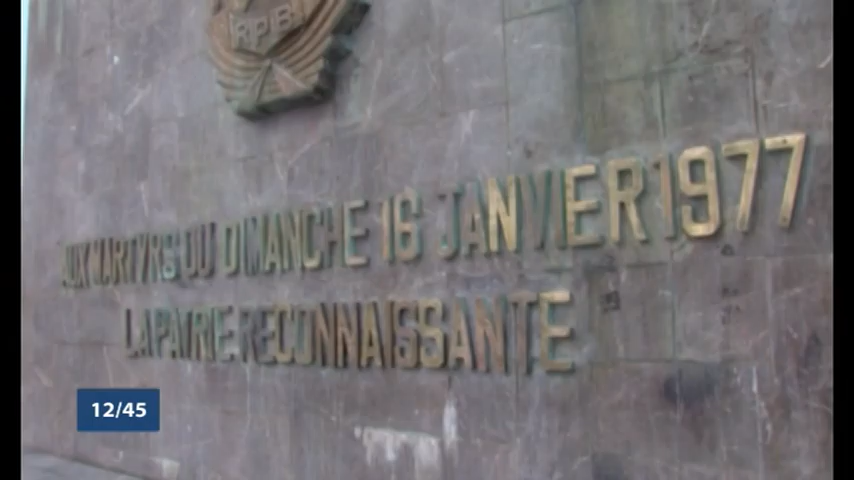 RPB
AUX MARTYRS DU DIMANCHE 16 JANVIER 1977
LA PATRIE RECONNAISSANTE
12/45